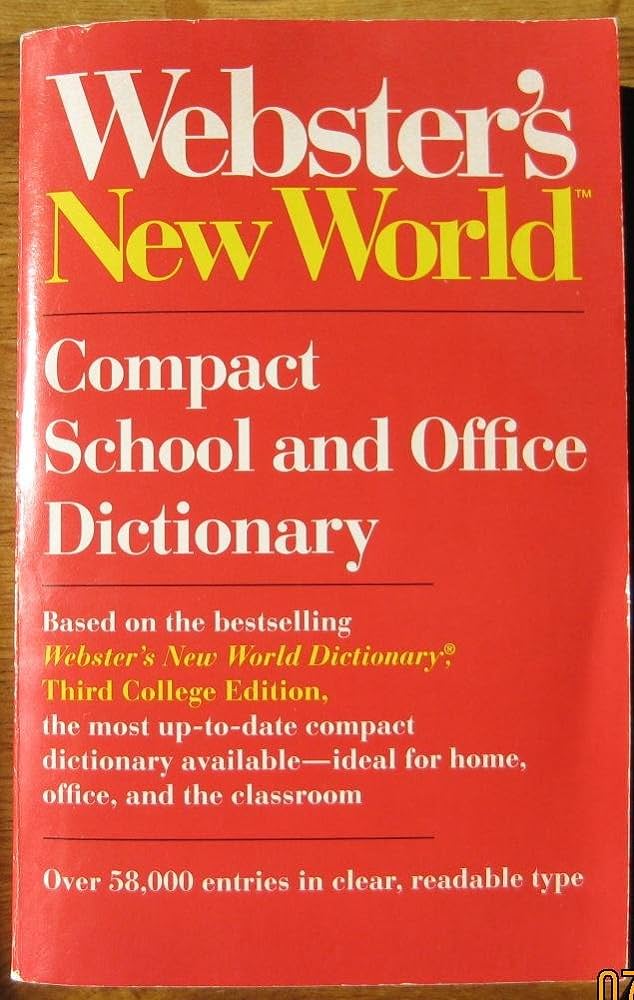 Webster's
New World™
Compact
School and Office
Dictionary
Based on the bestselling
Webster's New World Dictionary,®
Third College Edition,
the most up-to-date compact
dictionary available—ideal for home,
office, and the classroom
Over 58,000 entries in clear, readable type
07